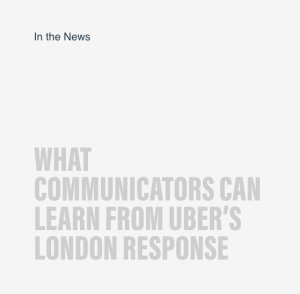 In the News
WHAT
COMMUNICATORS CAN
LEARN FROM UBER'S
LONDON RESPONSE